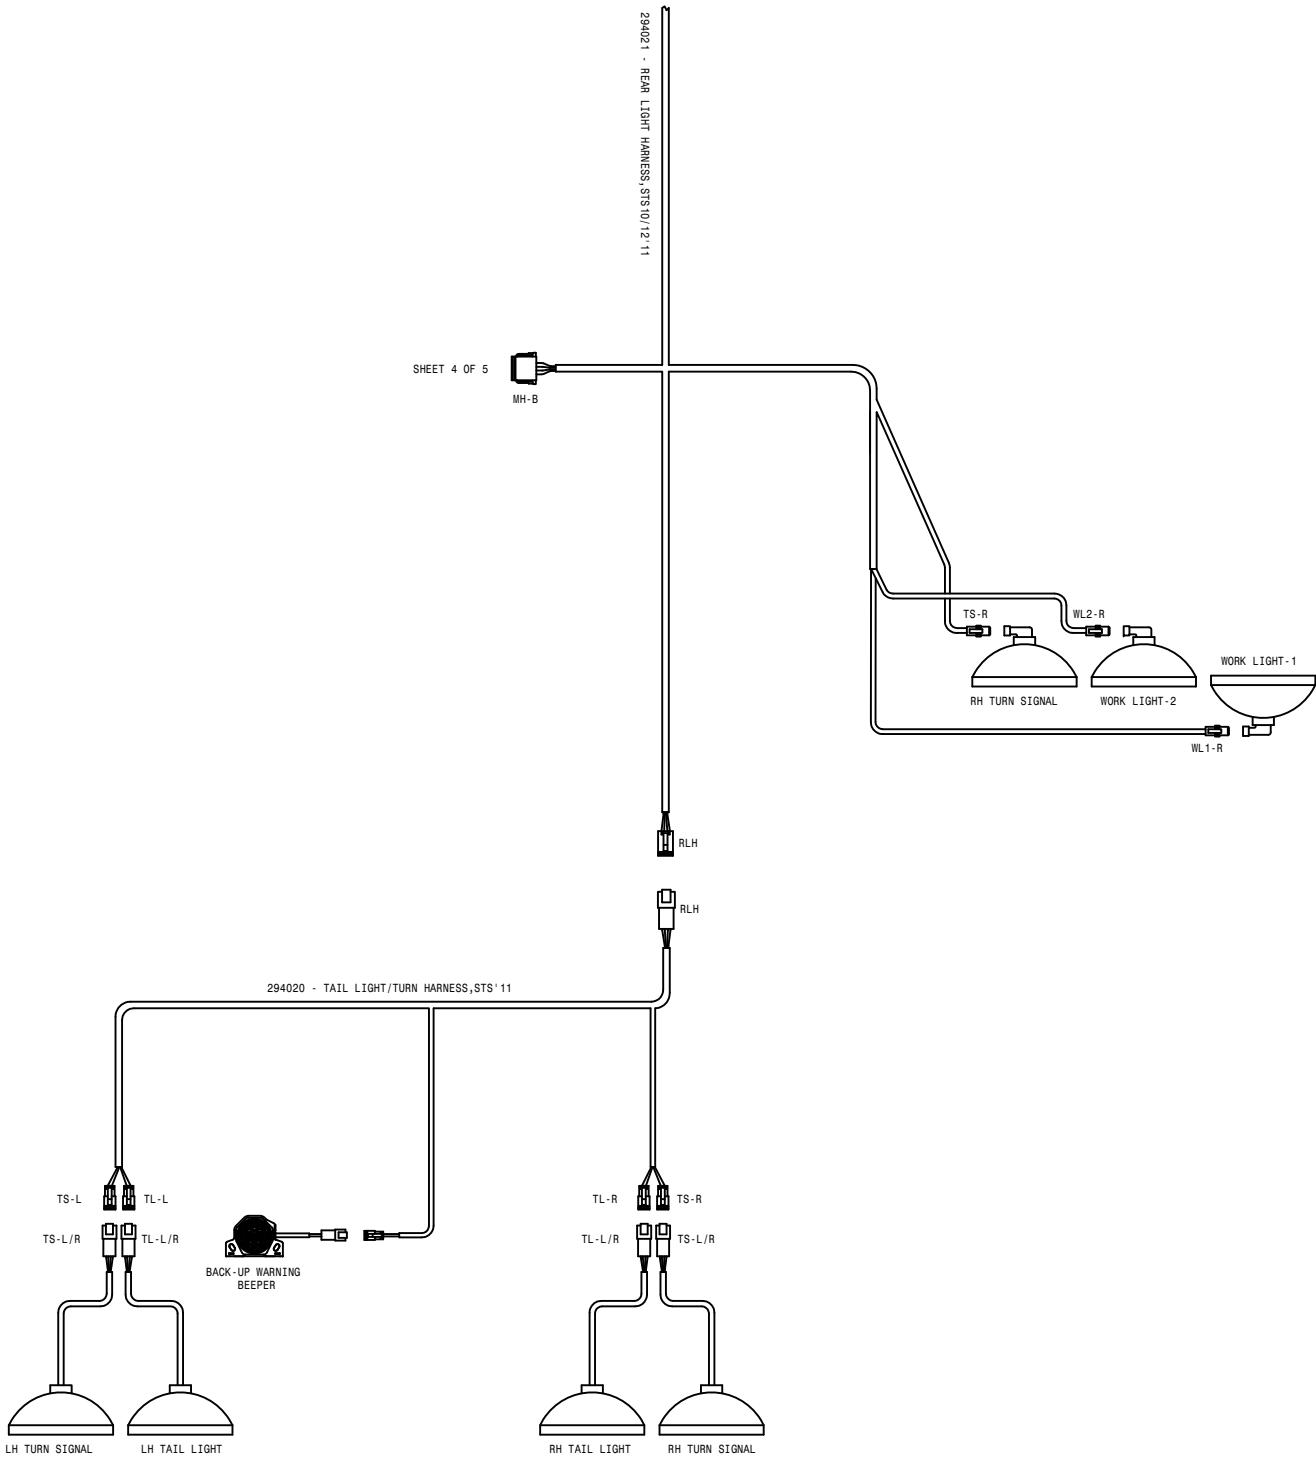 294021 - REAR LIGHT HARNESS,STS10/12'11
SHEET 4 OF 5
MH-B
TS-R
WL2-R
WORK LIGHT-1
RH TURN SIGNAL
WORK LIGHT-2
WL1-R
RLH
RLH
294020 - TAIL LIGHT/TURN HARNESS,STS'11
TS-L
TL-L
TL-R
TS-R
TS-L/R
TL-L/R
TL-L/R
TS-L/R
BACK-UP WARNING
BEEPER
LH TURN SIGNAL
LH TAIL LIGHT
RH TAIL LIGHT
RH TURN SIGNAL